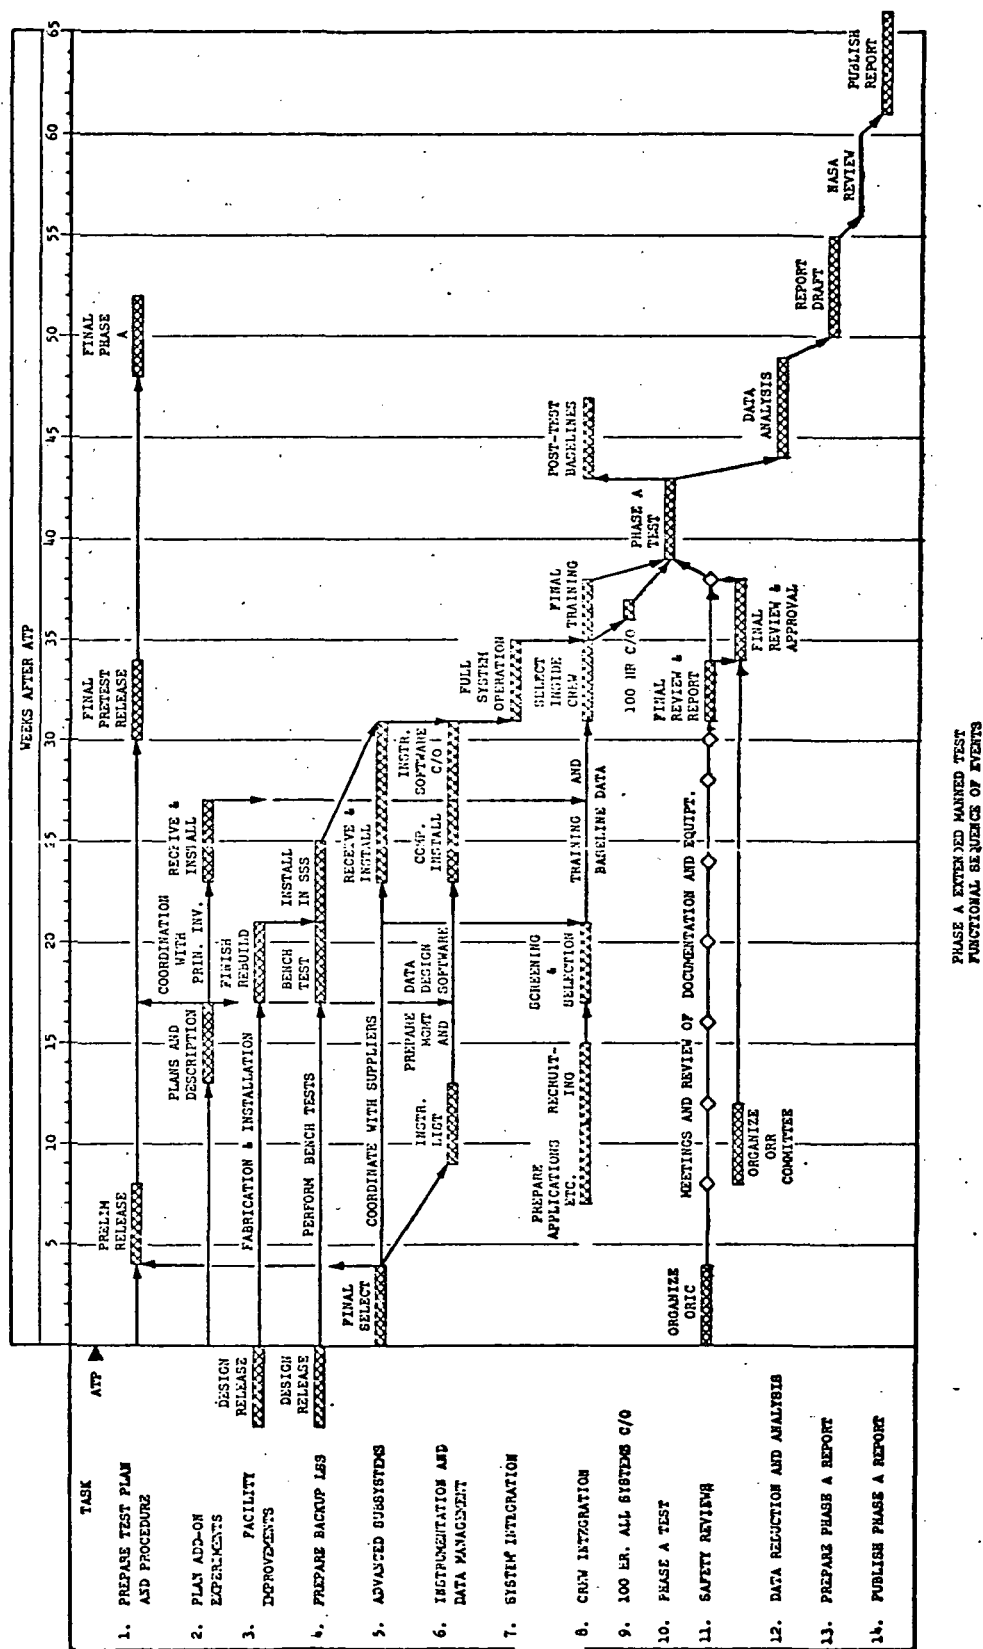 WEEKS AFTER ATP
5
10
15
20
25
30
35
40
45
50
55
60
65
TASK
ATP
1. PREPARE TEST PLAN
AND PROCEDURE
PRELIM
RELEASE
FINAL
PRETEST
RELEASE
FINAL
PHASE
A
2. PLAN ADD-ON
EXPERIMENTS
PLANS AND
DESCRIPTION
COORDINATION
WITH
PRIN. INV.
RECEIVE &
INSTALL
3. FACILITY
IMPROVEMENTS
DESIGN
RELEASE
FABRICATION & INSTALLATION
FINISH
REBUILD
4. PREPARE BACKUP LSS
DESIGN
RELEASE
PERFORM BENCH TESTS
BENCH
TEST
INSTALL
IN SSS
5. ADVANCED SUBSYSTEMS
FINAL
SELECT
COORDINATE WITH SUPPLIERS
RECEIVE &
INSTALL
6. INSTRUMENTATION AND
DATA MANAGEMENT
INSTR.
LIST
PREPARE DATA
MGMT DESIGN
AND SOFTWARE
COMP.
INSTALL
INSTR.
SOFTWARE
C/O
7. SYSTEM INTEGRATION
FULL
SYSTEM
OPERATION
8. CREW INTEGRATION
PREPARE
APPLICATIONS
ETC.
RECRUIT-
ING
SCREENING
&
SELECTION
TRAINING AND
BASELINE DATA
SELECT
INSIDE
CREW
FINAL
TRAINING
POST-TEST
BASELINES
9. 100 HR. ALL SYSTEMS C/O
100 HR C/O
10. PHASE A TEST
PHASE A
TEST
11. SAFETY REVIEWS
ORGANIZE
ORIC
MEETINGS AND REVIEW OF DOCUMENTATION AND EQUIPT.
FINAL
REVIEW &
REPORT
ORGANIZE
ORR
COMMITTEE
FINAL
REVIEW &
APPROVAL
12. DATA REDUCTION AND ANALYSIS
DATA
ANALYSIS
13. PREPARE PHASE A REPORT
REPORT
DRAFT
NASA
REVIEW
14. PUBLISH PHASE A REPORT
PUBLISH
REPORT
PHASE A EXTENDED MANNED TEST
FUNCTIONAL SEQUENCE OF EVENTS